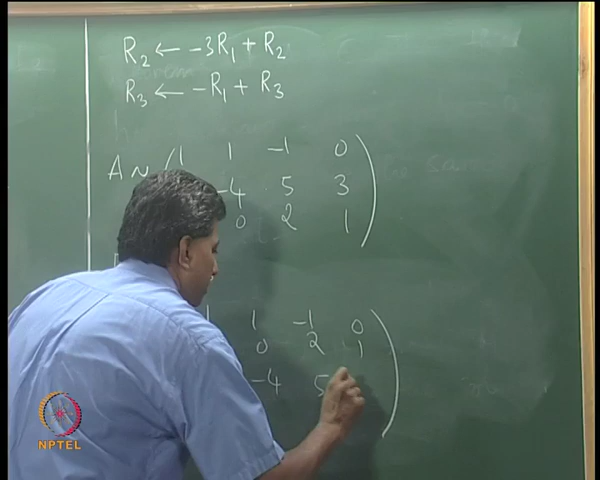 R₂ ← -3R₁ + R₂
R₃ ← -R₁ + R₃
A ~ ( 1 1 -1 0 )
-4 5 3
0 2 1
1 1 -1 0
0 2 1
-4 5
NPTEL